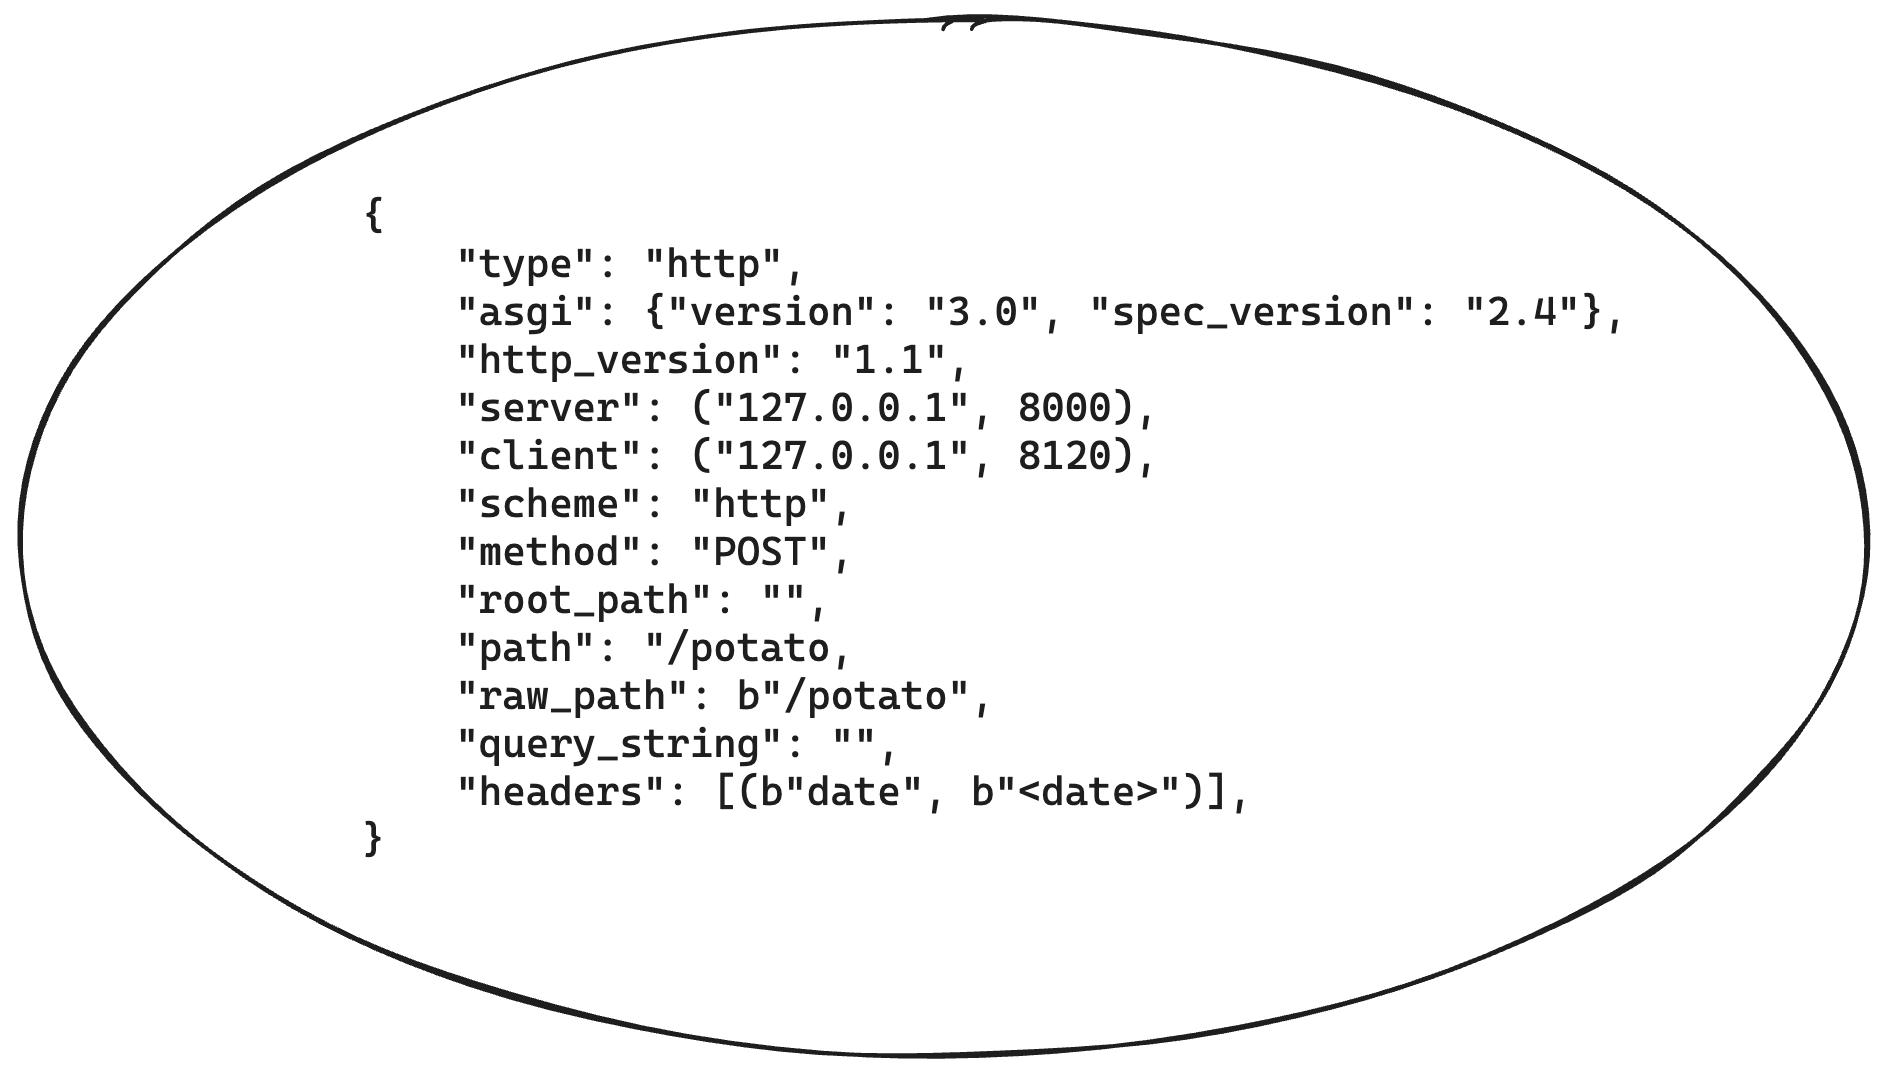 {
    "type": "http",
    "asgi": {"version": "3.0", "spec_version": "2.4"},
    "http_version": "1.1",
    "server": ("127.0.0.1", 8000),
    "client": ("127.0.0.1", 8120),
    "scheme": "http",
    "method": "POST",
    "root_path": "",
    "path": "/potato,
    "raw_path": b"/potato",
    "query_string": "",
    "headers": [(b"date", b"<date>")],
}